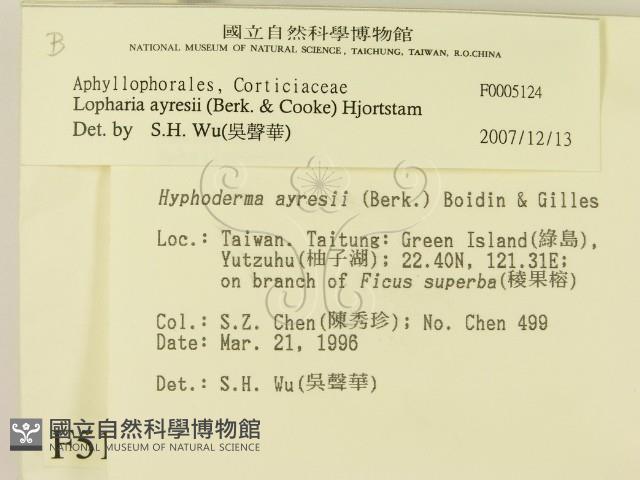 B
國立自然科學博物館
NATIONAL MUSEUM OF NATURAL SCIENCE, TAICHUNG, TAIWAN, R.O.CHINA
Aphyllophorales, Corticiaceae F0005124
Lopharia ayresii (Berk. & Cooke) Hjortstam
Det. by S.H. Wu(吳聲華) 2007/12/13
Hyphoderma ayresii (Berk.) Boidin & Gilles
Loc.: Taiwan. Taitung: Green Island(綠島),
Yutzuhu(柚子湖); 22.40N, 121.31E;
on branch of Ficus superba(稜果榕)
Col.: S.Z. Chen(陳秀珍); No. Chen 499
Date: Mar. 21, 1996
Det.: S.H. Wu(吳聲華)
國立自然科學博物館
NATIONAL MUSEUM OF NATURAL SCIENCE